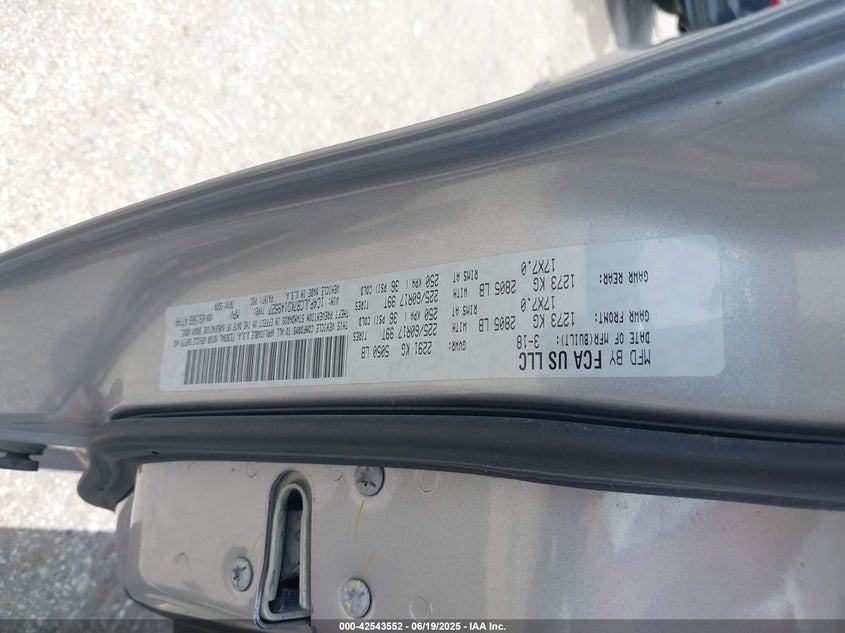 MFD BY FCA US LLC
DATE OF MFR(BUILT): 3-18
GVWR: 2291 KG 5050 LB
GAWR FRONT: 1273 KG 2805 LB WITH 225/60R17 99T TIRES
17X7.0 RIMS AT 250 KPA( 36 PSI) COLD
GAWR REAR: 1273 KG 2805 LB WITH 225/60R17 99T TIRES
17X7.0 RIMS AT 250 KPA( 36 PSI) COLD
THIS VEHICLE CONFORMS TO ALL APPLICABLE U.S.A. FEDERAL MOTOR VEHICLE SAFETY AND
THEFT PREVENTION STANDARDS IN EFFECT ON THE DATE OF MANUFACTURE SHOWN ABOVE.
TYPE: MPV
VEHICLE MADE IN U.S.A.
000-42543552 - 06/19/2025 - IAA Inc.